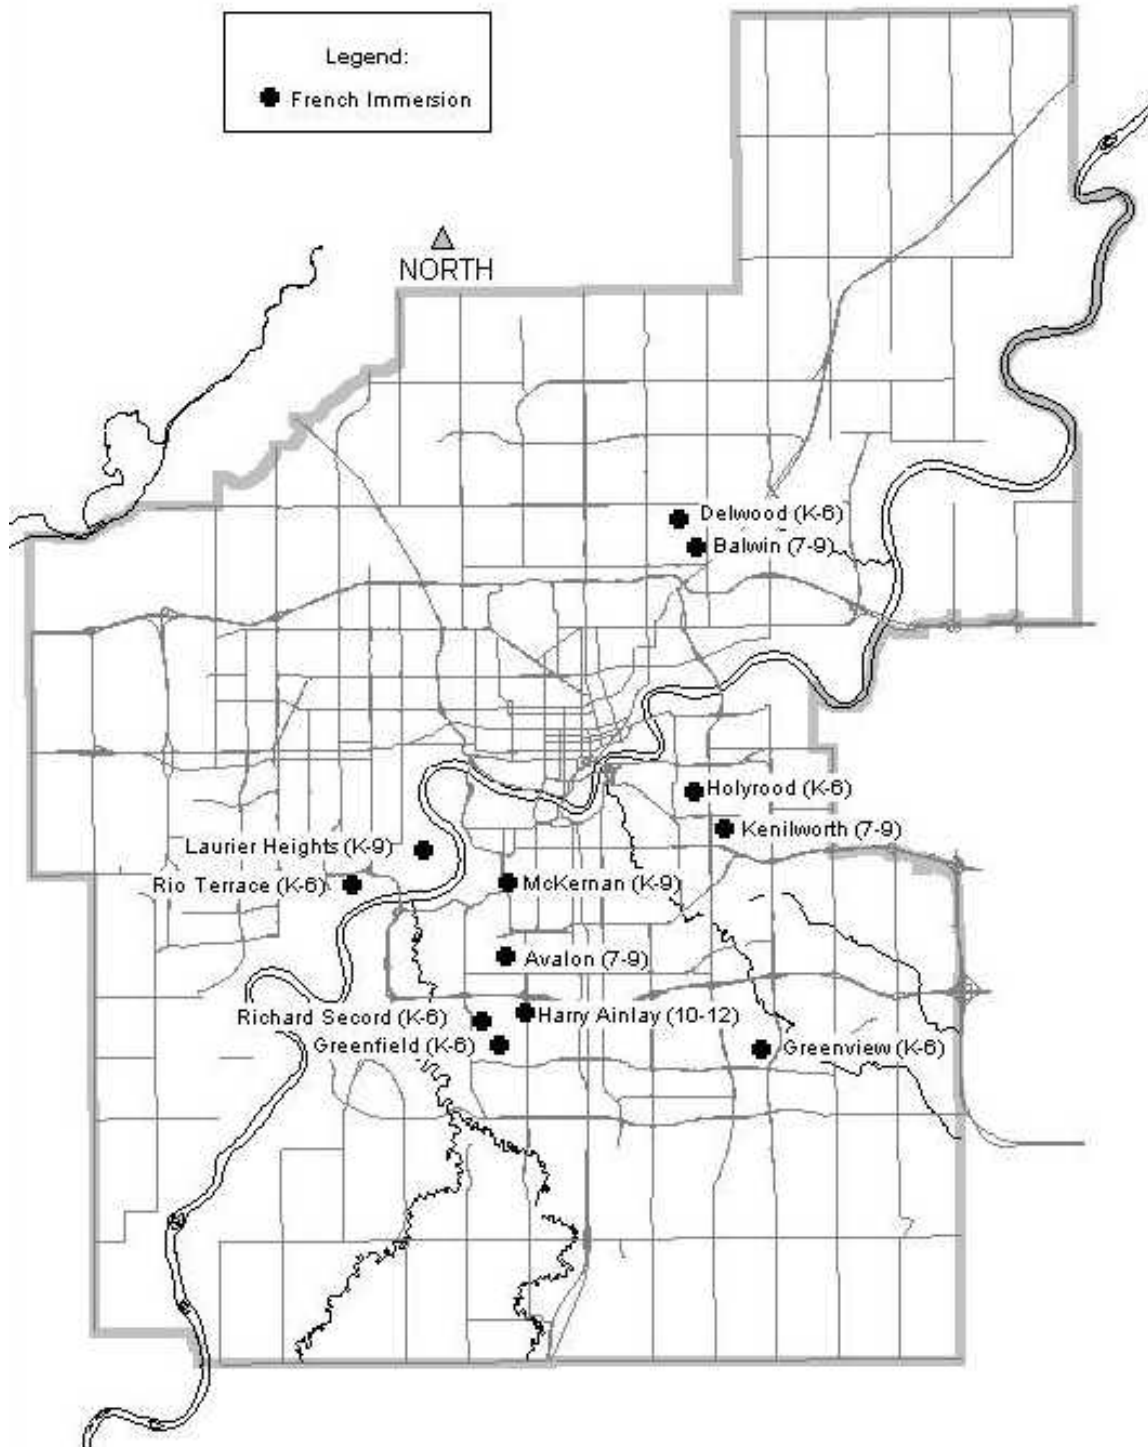 Legend:
French Immersion
NORTH
Delwood (K-6)
Balwin (7-9)
Holyrood (K-6)
Kenilworth (7-9)
Laurier Heights (K-9)
Rio Terrace (K-6)
McKernan (K-9)
Avalon (7-9)
Richard Secord (K-6)
Harry Ainlay (10-12)
Greenfield (K-6)
Greenview (K-6)